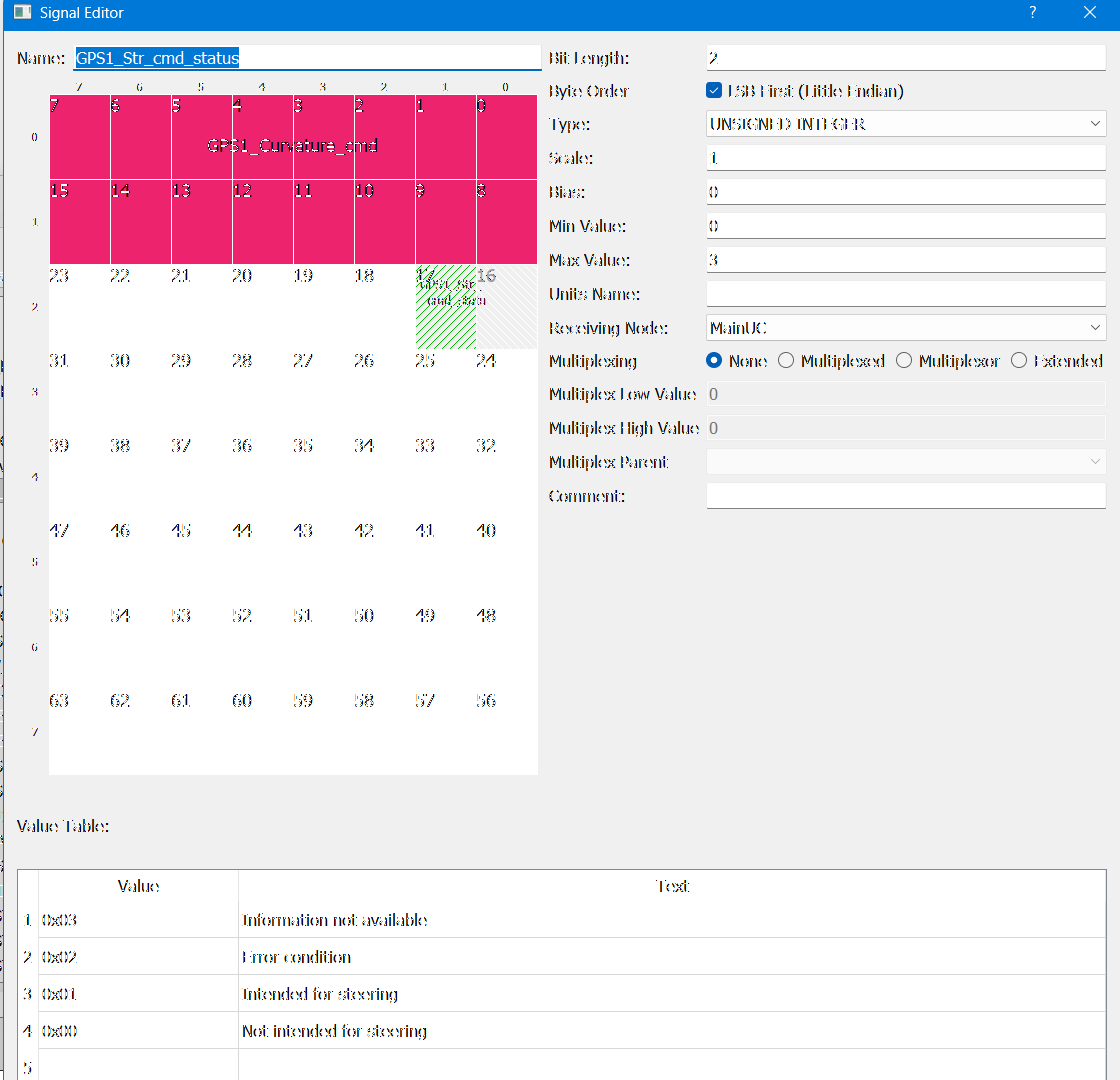 Signal Editor
?
Name: GPS1_Str_cmd_status
7 6 5 4 3 2 1 0
0 7 6 5 4 3 2 1 0
GPS1_Curvature_cmd
1 15 14 13 12 11 10 9 8
2 23 22 21 20 19 18 17 16
3 31 30 29 28 27 26 25 24
4 39 38 37 36 35 34 33 32
5 47 46 45 44 43 42 41 40
6 55 54 53 52 51 50 49 48
7 63 62 61 60 59 58 57 56
Bit Length: 2
Byte Order LSB First (Little Endian)
Type: UNSIGNED INTEGER
Scale: 1
Bias: 0
Min Value: 0
Max Value: 3
Units Name:
Receiving Node: MainUC
Multiplexing None Multiplexed Multiplexor Extended
Multiplex Low Value 0
Multiplex High Value 0
Multiplex Parent
Comment:
Value Table:
Value Text
1 0x03 Information not available
2 0x02 Error condition
3 0x01 Intended for steering
4 0x00 Not intended for steering
5